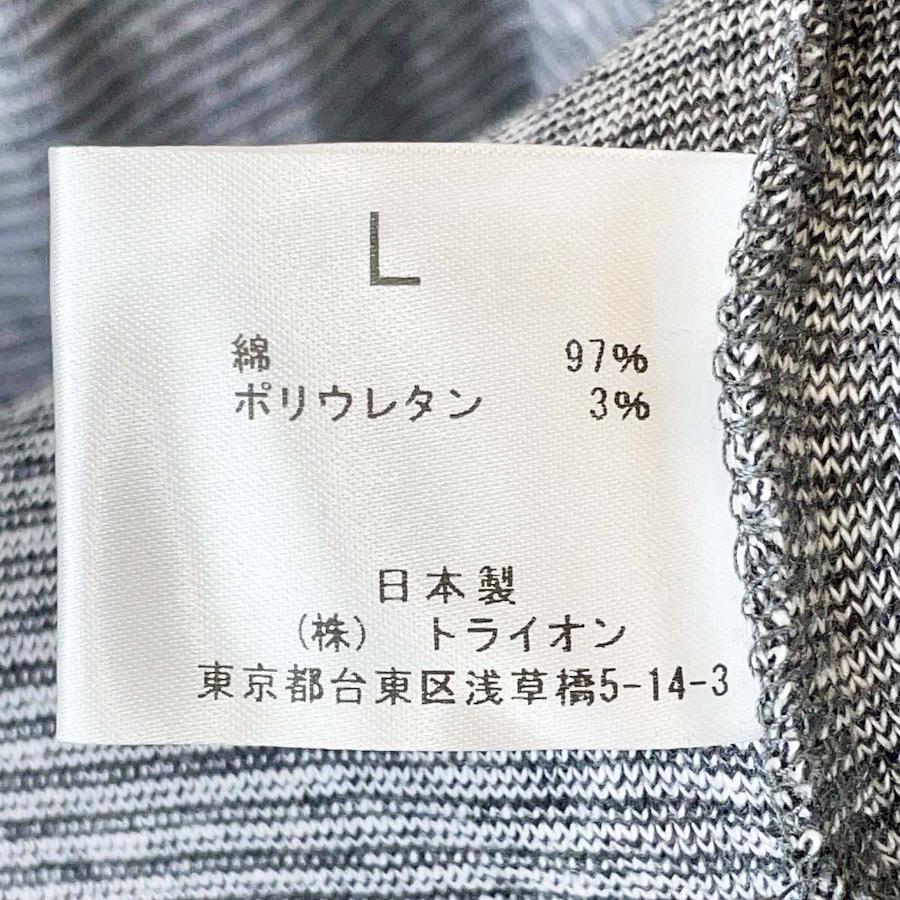 L
綿 97%
ポリウレタン 3%
日本製
(株) トライオン
東京都台東区浅草橋5-14-3